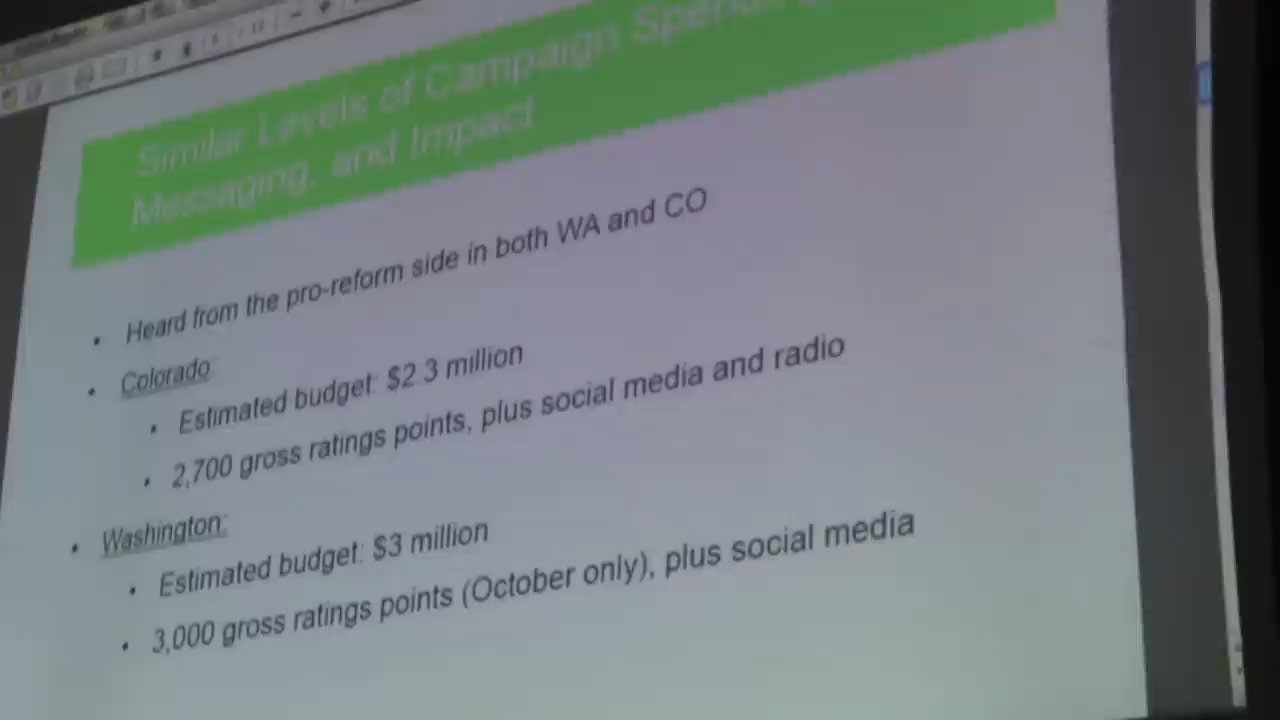 Similar Levels of Campaign
Messaging, and Impact
• Heard from the pro-reform side in both WA and CO
• Colorado:
• Estimated budget: $2.3 million
• 2,700 gross ratings points, plus social media and radio
• Washington:
• Estimated budget: $3 million
• 3,000 gross ratings points (October only), plus social media